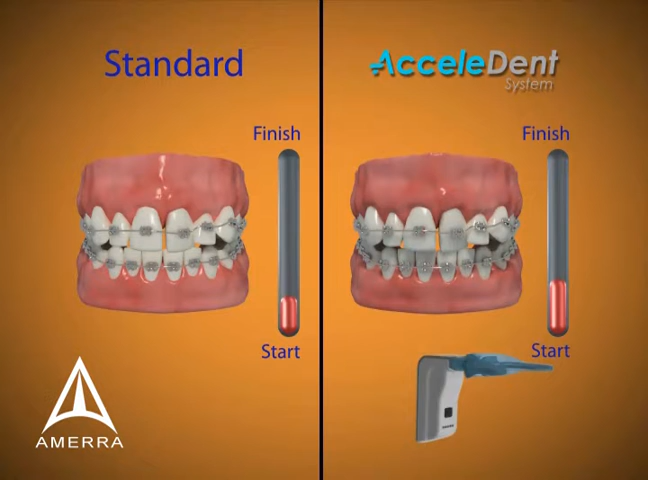 Standard
AcceleDent
System
Finish
Finish
Start
Start
AMERRA